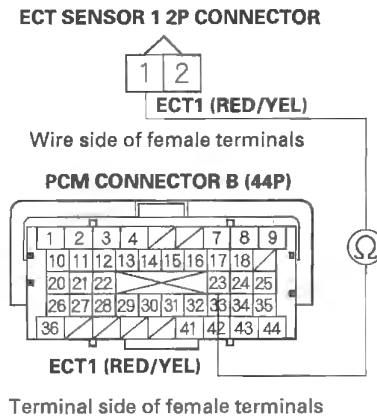 ECT SENSOR 1 2P CONNECTOR
1 2
ECT1 (RED/YEL)
Wire side of female terminals
PCM CONNECTOR B (44P)
1 2 3 4 7 8 9
10 11 12 13 14 15 16 17 18
Ω
20 21 22 23 24 25
26 27 28 29 30 31 32 33 34 35
36 41 42 43 44
ECT1 (RED/YEL)
Terminal side of female terminals